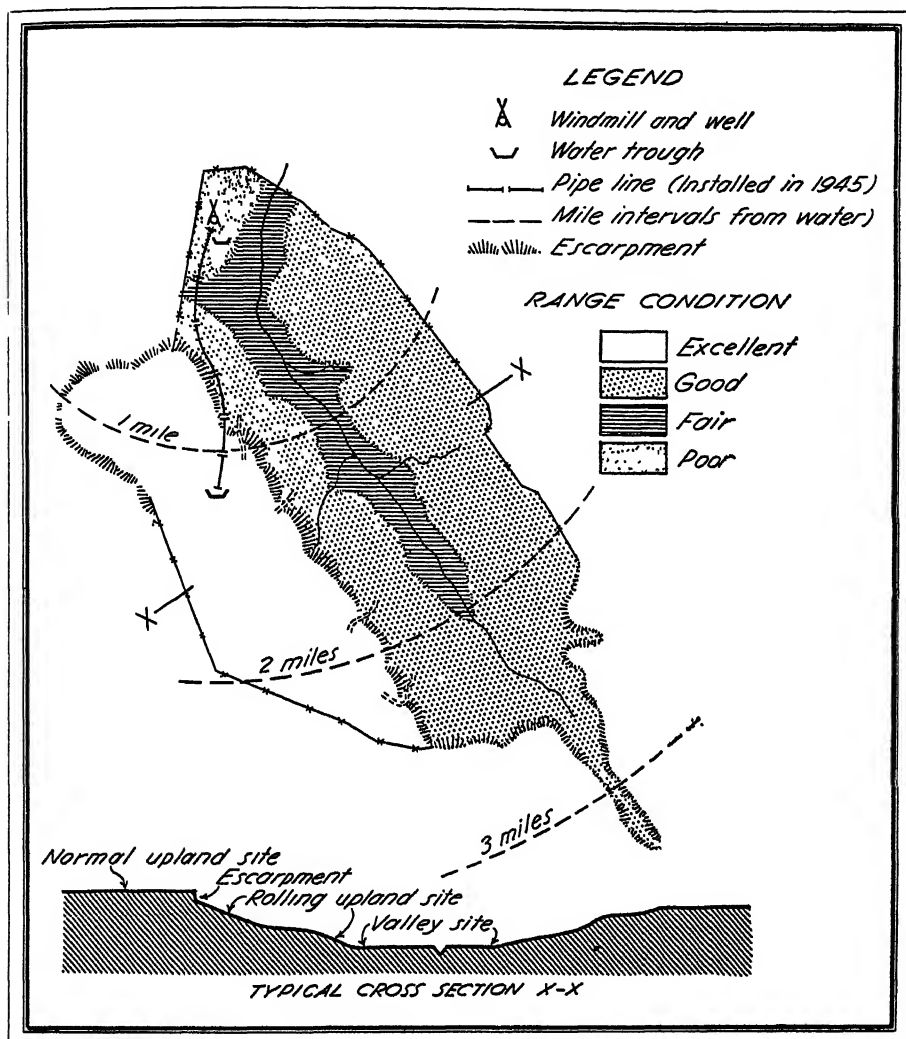 LEGEND
Windmill and well
Water trough
Pipe line (Installed in 1945)
Mile intervals from water)
Escarpment
RANGE CONDITION
Excellent
Good
Fair
Poor
X
1 mile
X
2 miles
3 miles
Normal upland site
Escarpment
Rolling upland site
Valley site
TYPICAL CROSS SECTION X-X